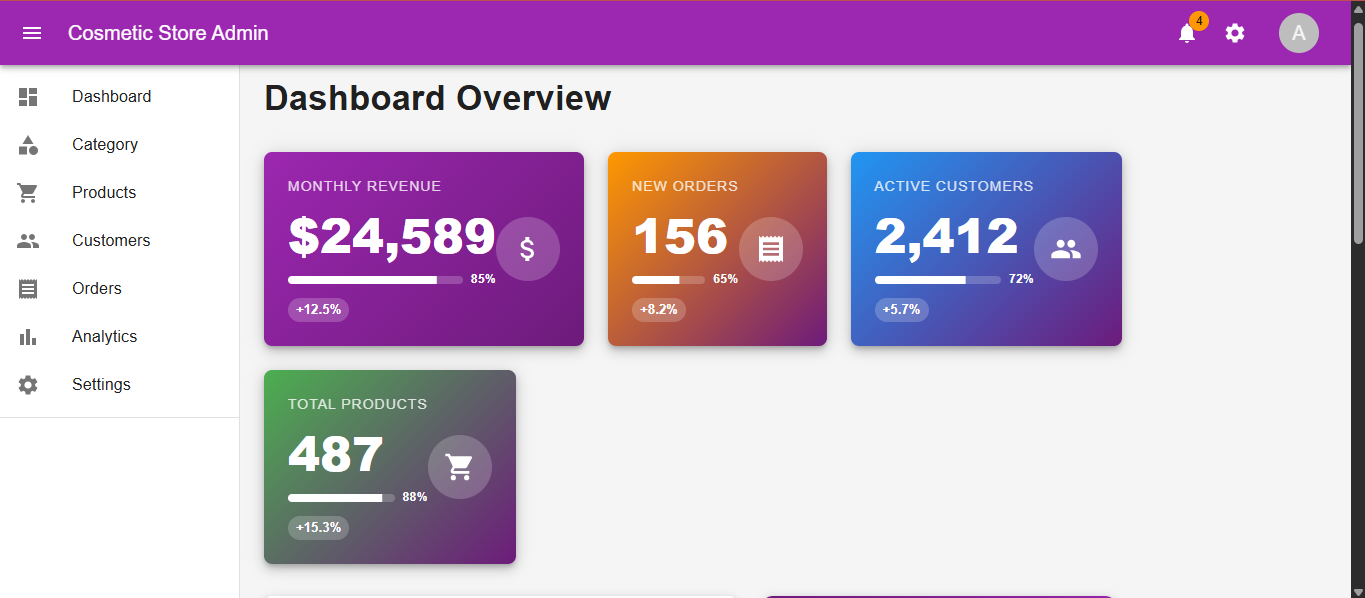 Cosmetic Store Admin
4
A
Dashboard
Category
Products
Customers
Orders
Analytics
Settings
Dashboard Overview
MONTHLY REVENUE
$24,589
$
85%
+12.5%
NEW ORDERS
156
65%
+8.2%
ACTIVE CUSTOMERS
2,412
72%
+5.7%
TOTAL PRODUCTS
487
88%
+15.3%